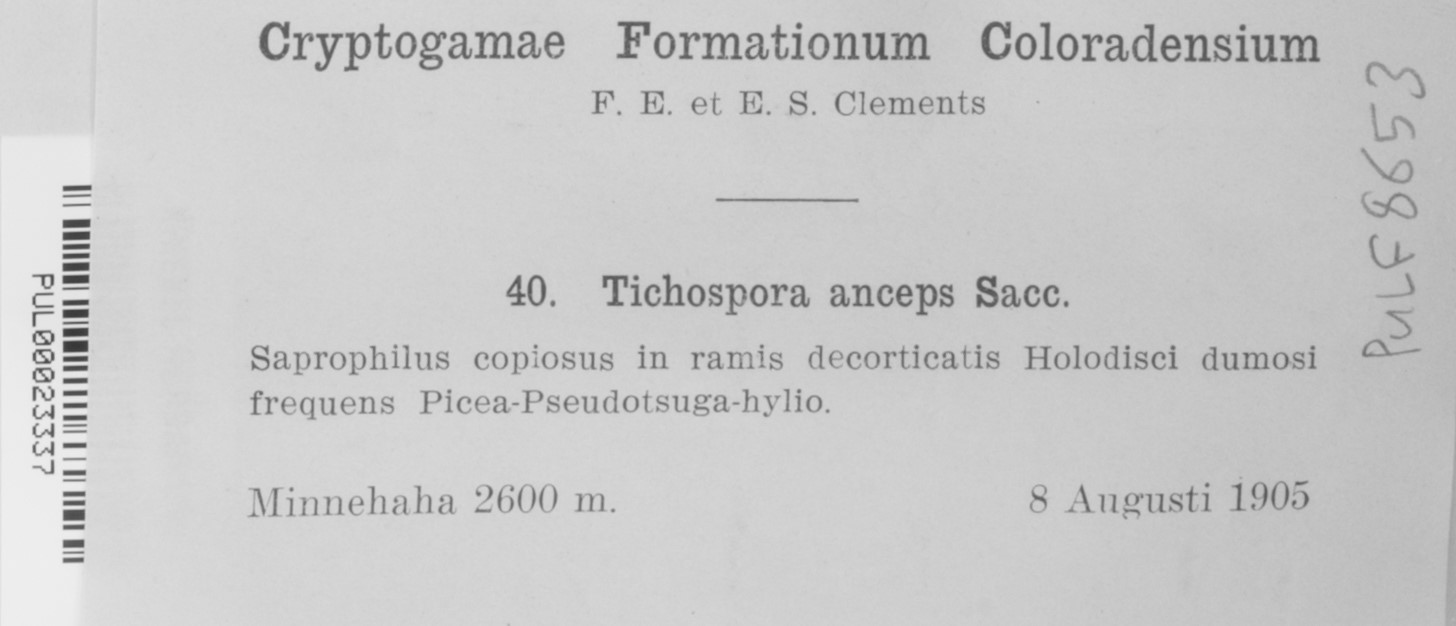 Cryptogamae Formationum Coloradensium
F. E. et E. S. Clements
40. Tichospora anceps Sacc.
Saprophilus copiosus in ramis decorticatis Holodisci dumosi
frequens Picea-Pseudotsuga-hylio.
Minnehaha 2600 m. 8 Augusti 1905
PUL00023337
PULF8653